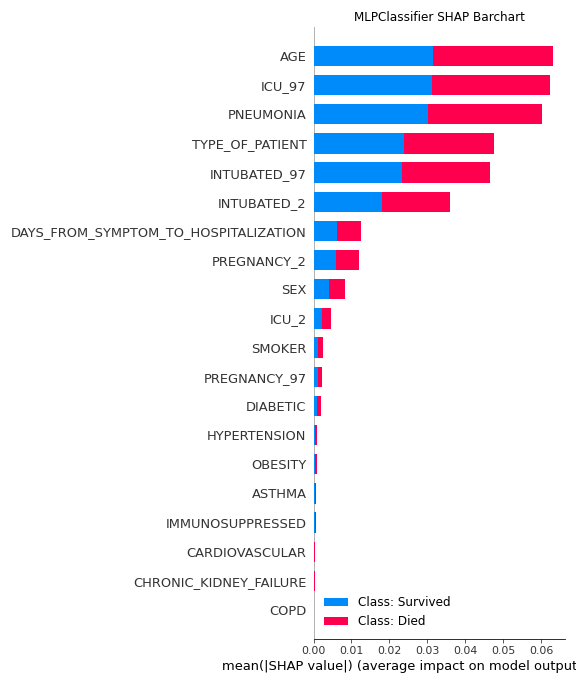 MLPClassifier SHAP Barchart
AGE
ICU_97
PNEUMONIA
TYPE_OF_PATIENT
INTUBATED_97
INTUBATED_2
DAYS_FROM_SYMPTOM_TO_HOSPITALIZATION
PREGNANCY_2
SEX
ICU_2
SMOKER
PREGNANCY_97
DIABETIC
HYPERTENSION
OBESITY
ASTHMA
IMMUNOSUPPRESSED
CARDIOVASCULAR
CHRONIC_KIDNEY_FAILURE
COPD
Class: Survived
Class: Died
0.00 0.01 0.02 0.03 0.04 0.05 0.06
mean(|SHAP value|) (average impact on model output